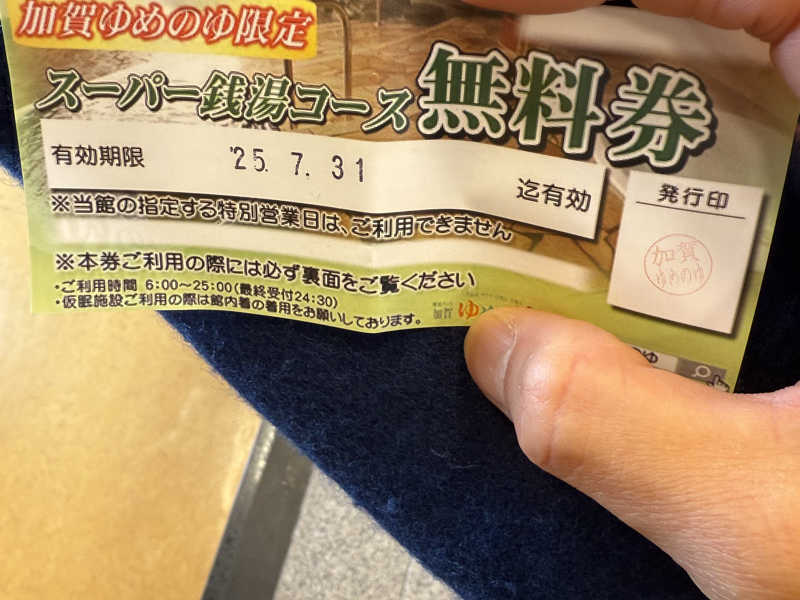 加賀ゆめのゆ限定
スーパー銭湯コース無料券
有効期限 '25. 7. 31 迄有効
発行印
加賀
ゆめのゆ
※当館の指定する特別営業日は、ご利用できません
※本券ご利用の際には必ず裏面をご覧ください
・ご利用時間 6:00〜25:00(最終受付24:30)
・仮眠施設ご利用の際は館内着の着用をお願いしております。
加賀 ゆ
ゆ